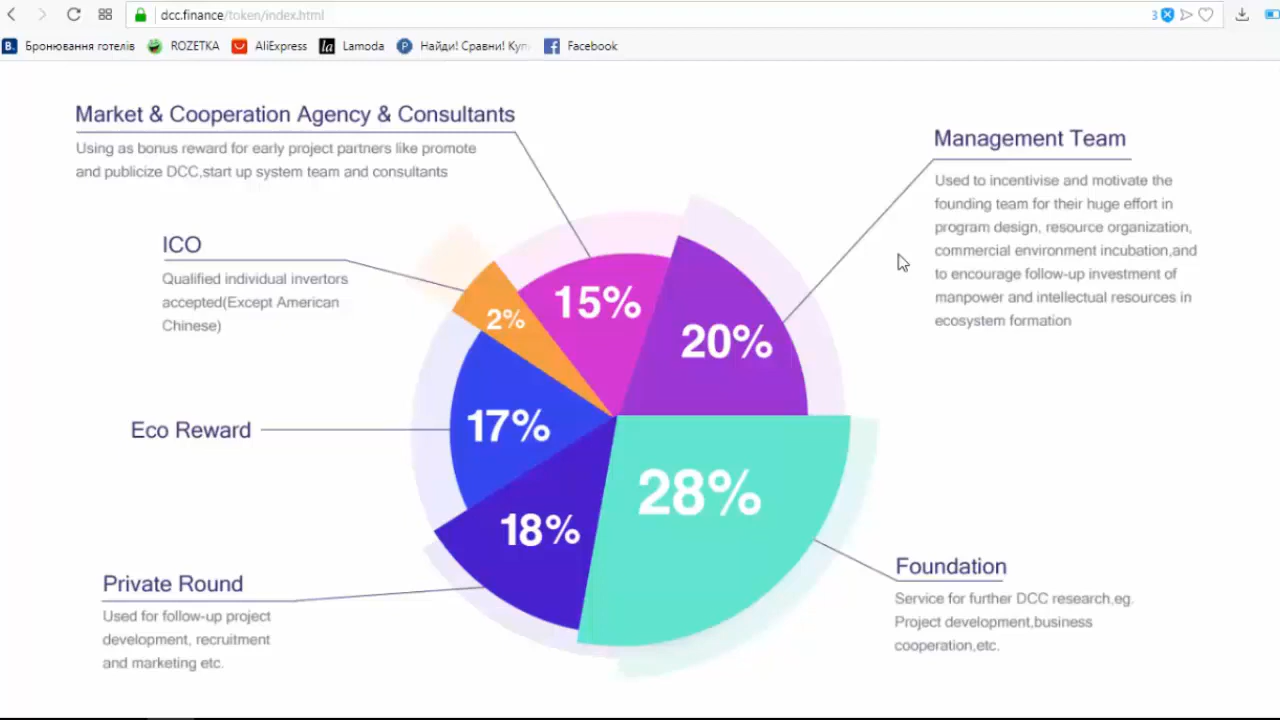 dcc.finance/token/index.html
3
B.
Бронювання готелів
ROZETKA
AliExpress
la
Lamoda
P
Найди! Сравни! Куп
f
Facebook
Market & Cooperation Agency & Consultants
Using as bonus reward for early project partners like promote
and publicize DCC,start up system team and consultants
Management Team
Used to incentivise and motivate the
founding team for their huge effort in
program design, resource organization,
commercial environment incubation,and
to encourage follow-up investment of
manpower and intellectual resources in
ecosystem formation
ICO
Qualified individual invertors
accepted(Except American
Chinese)
15%
2%
20%
17%
Eco Reward
28%
18%
Private Round
Used for follow-up project
development, recruitment
and marketing etc.
Foundation
Service for further DCC research,eg.
Project development,business
cooperation,etc.